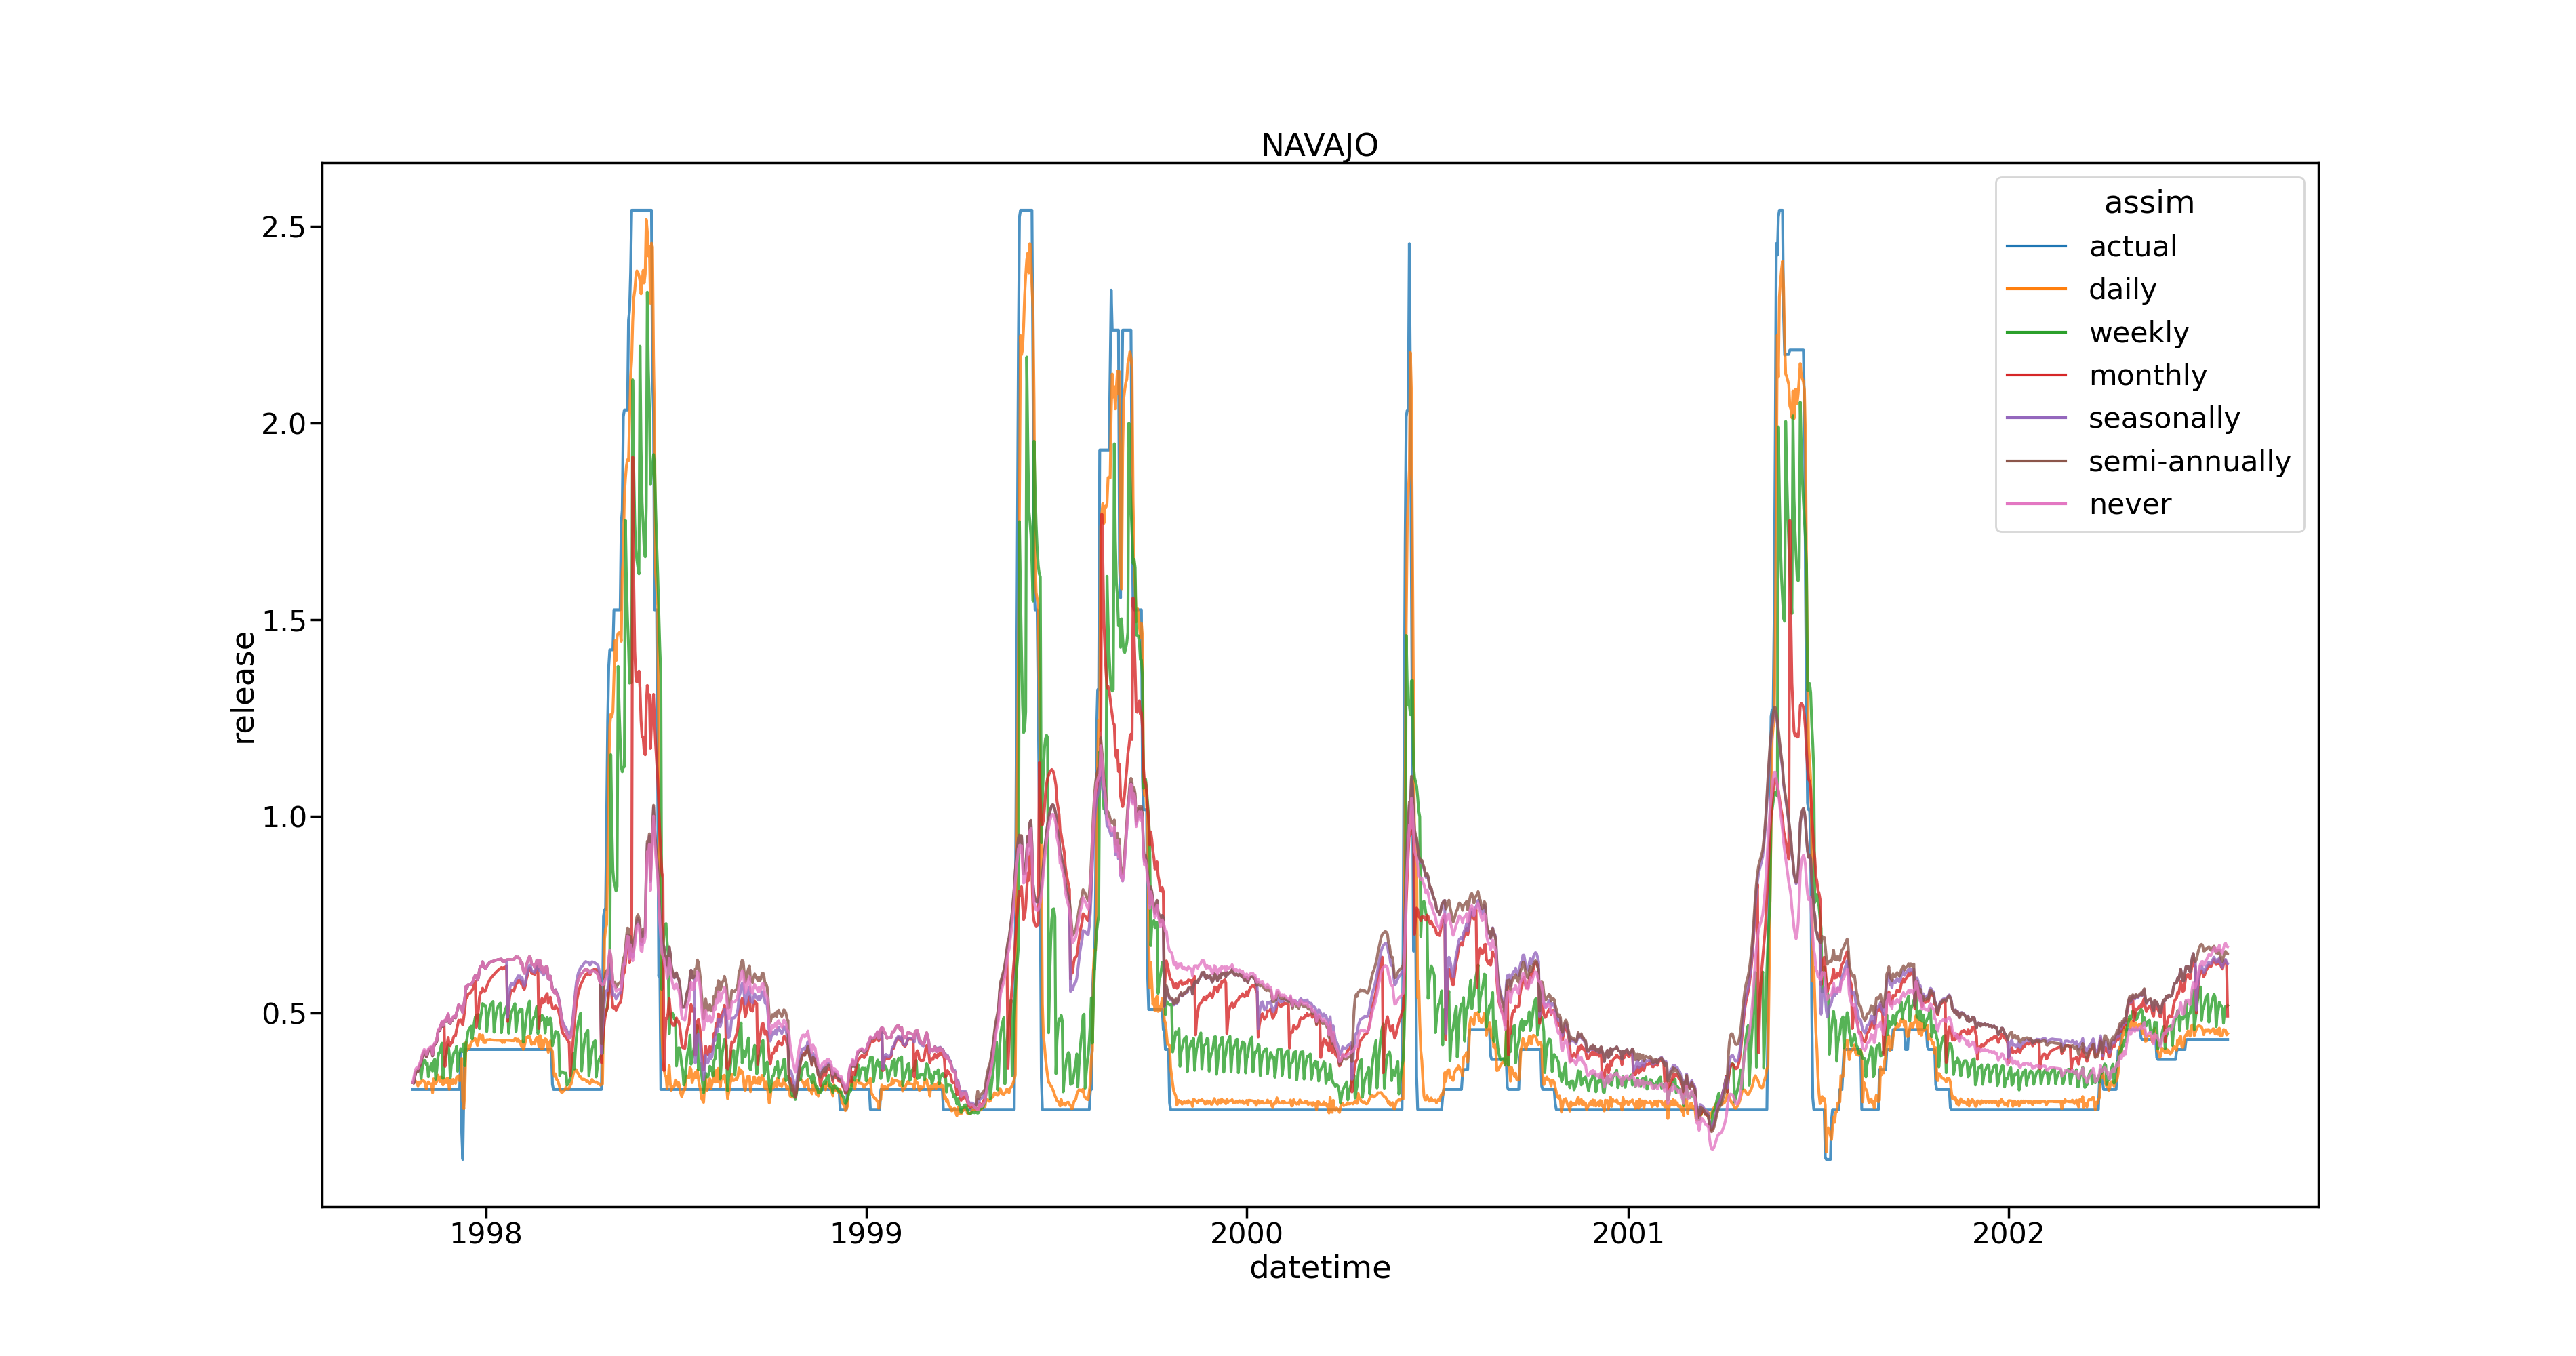 NAVAJO
release
2.5
2.0
1.5
1.0
0.5
1998
1999
2000
2001
2002
datetime
assim
actual
daily
weekly
monthly
seasonally
semi-annually
never